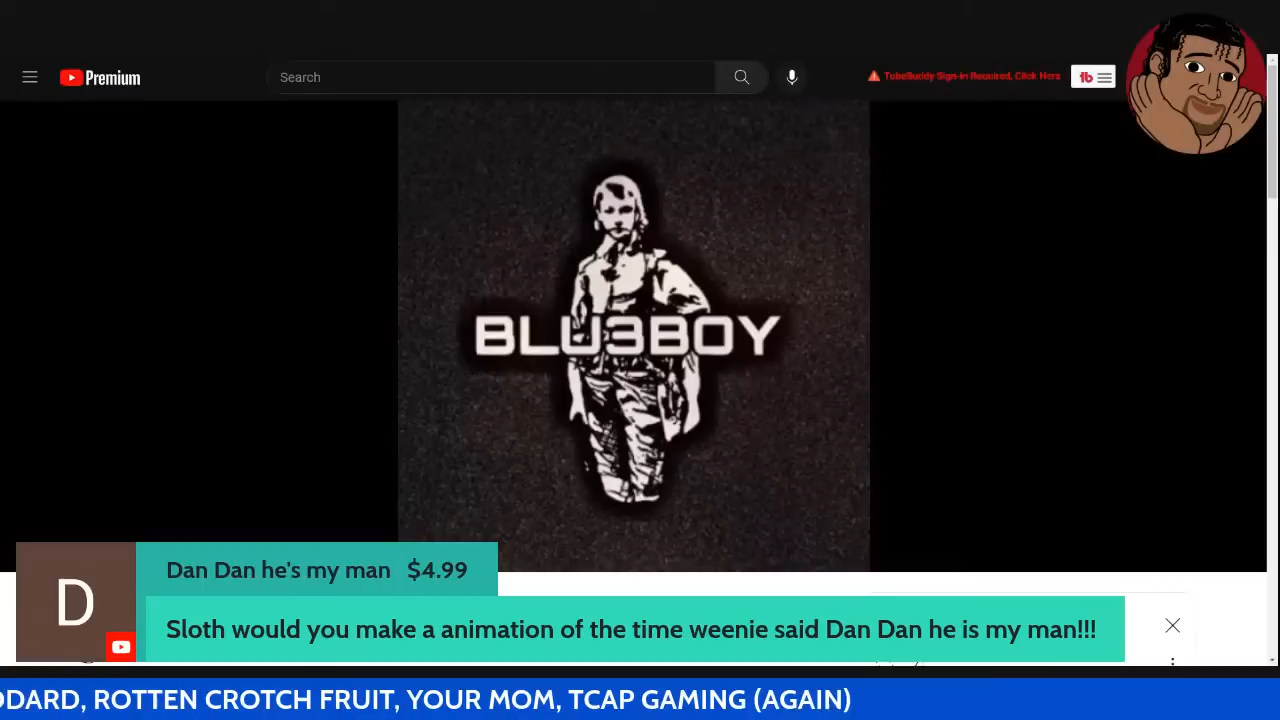 Premium
Search
TubeBuddy Sign-in Required, Click Here
tb
BLU3BOY
D
Dan Dan he's my man $4.99
Sloth would you make a animation of the time weenie said Dan Dan he is my man!!!
DDARD, ROTTEN CROTCH FRUIT, YOUR MOM, TCAP GAMING (AGAIN)